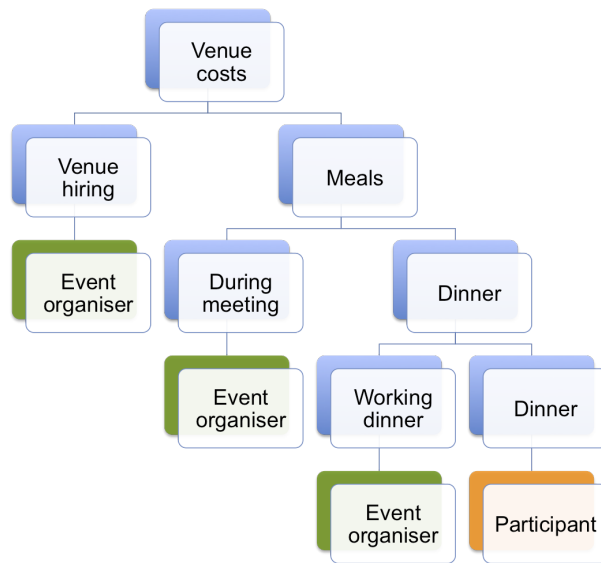 Venue
costs
Venue
hiring
Meals
Event
organiser
During
meeting
Dinner
Event
organiser
Working
dinner
Dinner
Event
organiser
Participant